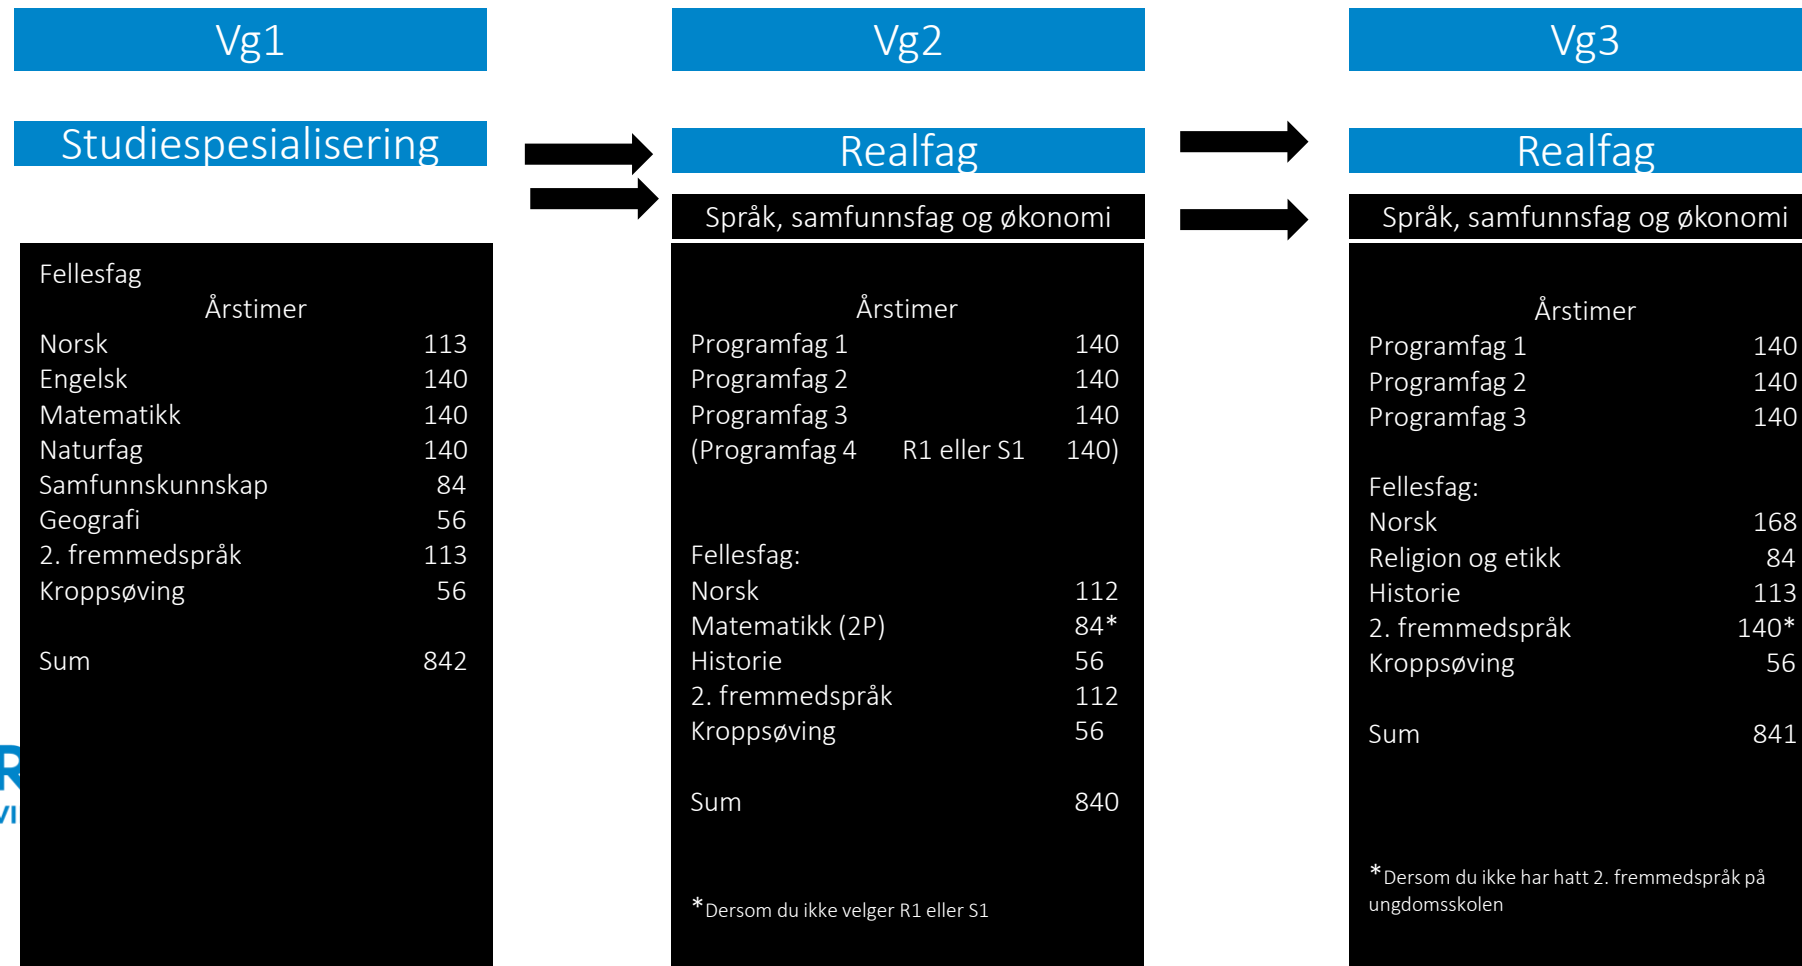 Vg1
Studiespesialisering
Fellesfag
Årstimer
Norsk 113
Engelsk 140
Matematikk 140
Naturfag 140
Samfunnskunnskap 84
Geografi 56
2. fremmedspråk 113
Kroppsøving 56
Sum 842
Vg2
Realfag
Språk, samfunnsfag og økonomi
Årstimer
Programfag 1 140
Programfag 2 140
Programfag 3 140
(Programfag 4 R1 eller S1 140)
Fellesfag:
Norsk 112
Matematikk (2P) 84*
Historie 56
2. fremmedspråk 112
Kroppsøving 56
Sum 840
*Dersom du ikke velger R1 eller S1
Vg3
Realfag
Språk, samfunnsfag og økonomi
Årstimer
Programfag 1 140
Programfag 2 140
Programfag 3 140
Fellesfag:
Norsk 168
Religion og etikk 84
Historie 113
2. fremmedspråk 140*
Kroppsøving 56
Sum 841
*Dersom du ikke har hatt 2. fremmedspråk på
ungdomsskolen